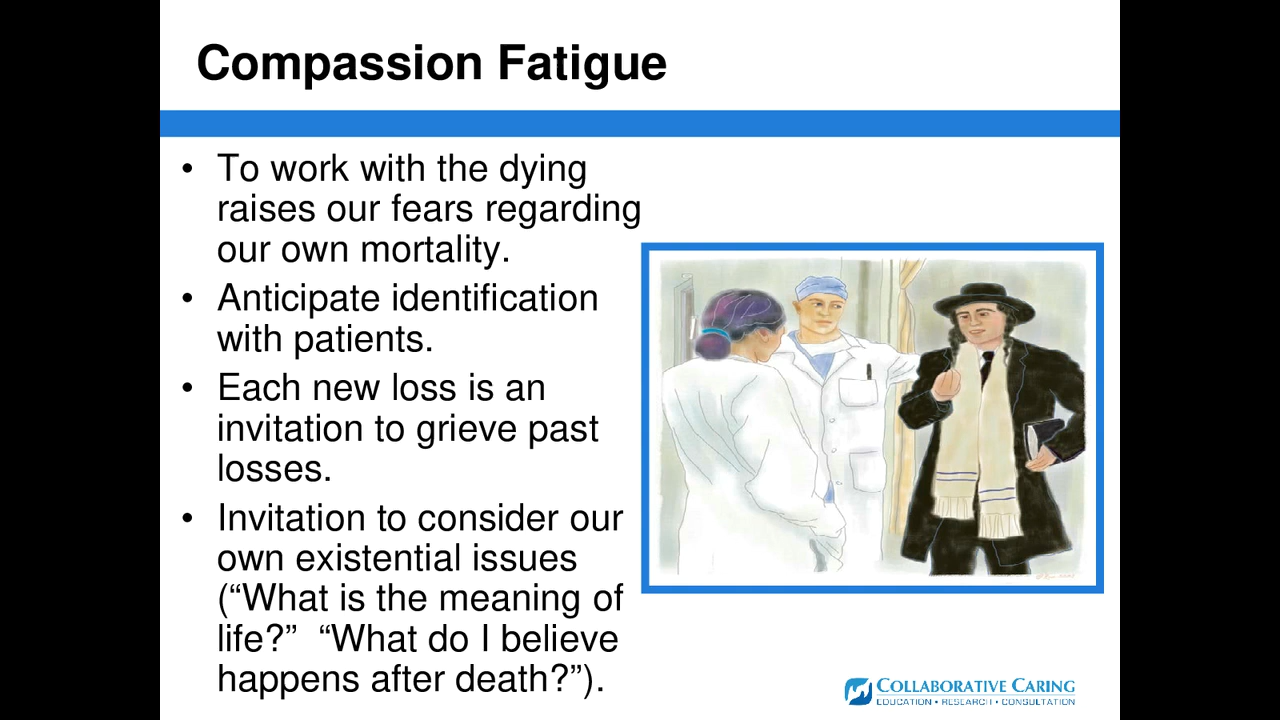 Compassion Fatigue
• To work with the dying
raises our fears regarding
our own mortality.
• Anticipate identification
with patients.
• Each new loss is an
invitation to grieve past
losses.
• Invitation to consider our
own existential issues
(“What is the meaning of
life?”  “What do I believe
happens after death?”).
COLLABORATIVE CARING
EDUCATION • RESEARCH • CONSULTATION